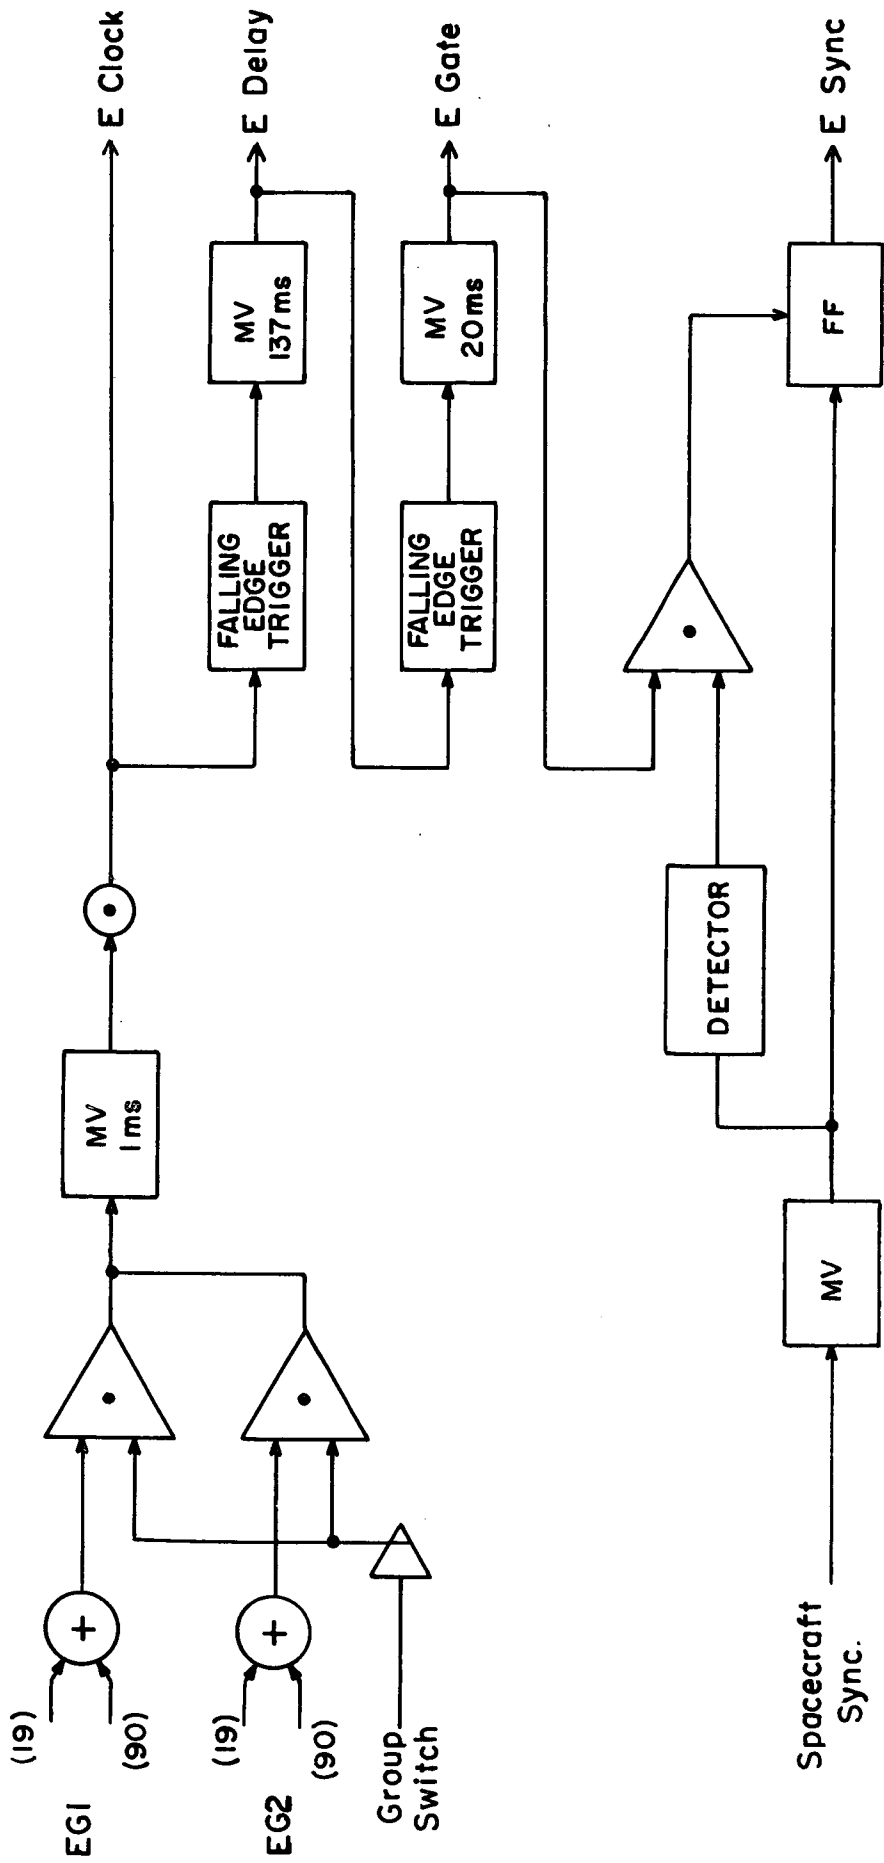 EG1
(19)
(90)
EG2
(19)
(90)
Group
Switch
+
+
MV
1ms
E Clock
FALLING
EDGE
TRIGGER
MV
137ms
E Delay
FALLING
EDGE
TRIGGER
MV
20ms
E Gate
Spacecraft
Sync.
MV
DETECTOR
FF
E Sync